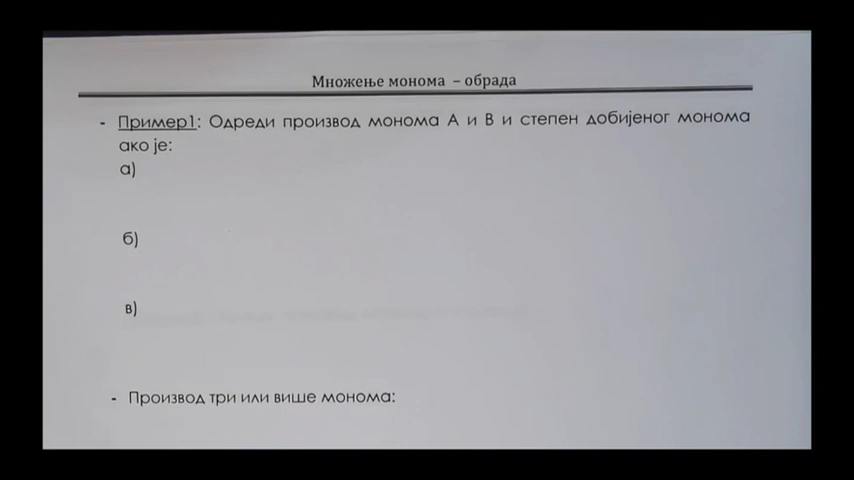 Множење монома – обрада
- Пример1: Одреди производ монома А и В и степен добијеног монома
ако је:
а)
б)
в)
- Производ три или више монома: